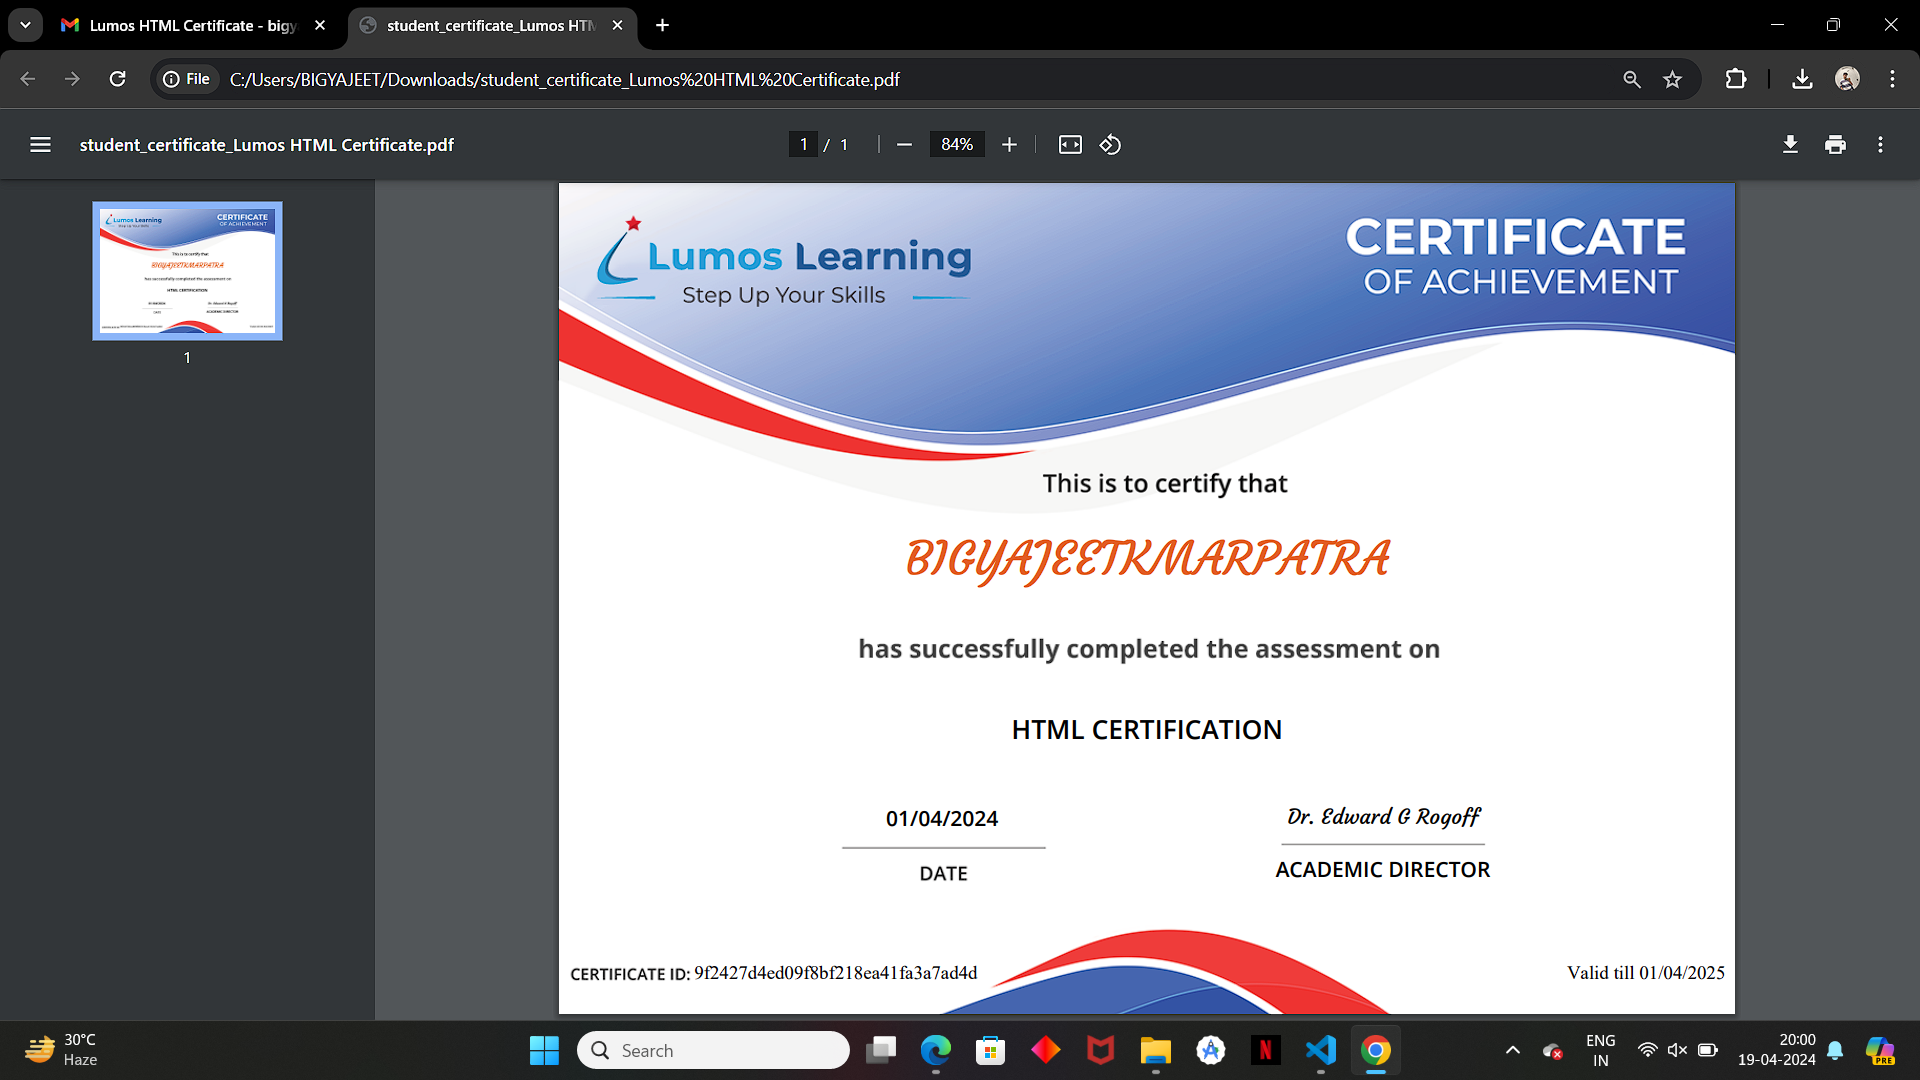 Lumos HTML Certificate - bigy
student_certificate_Lumos HTM
File
C:/Users/BIGYAJEET/Downloads/student_certificate_Lumos%20HTML%20Certificate.pdf
student_certificate_Lumos HTML Certificate.pdf
1 / 1
84%
1
Lumos Learning
Step Up Your Skills
CERTIFICATE
OF ACHIEVEMENT
This is to certify that
BIGYAJEETKMARPATRA
has successfully completed the assessment on
HTML CERTIFICATION
01/04/2024
DATE
Dr. Edward G Rogoff
ACADEMIC DIRECTOR
CERTIFICATE ID: 9f2427d4ed09f8bf218ea41fa3a7ad4d
Valid till 01/04/2025
30°C
Haze
Search
N
ENG
IN
20:00
19-04-2024
PRE